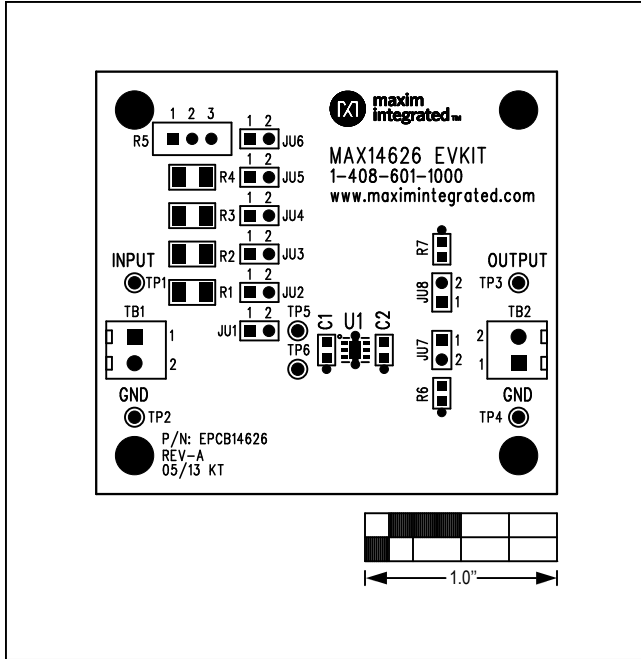 maxim
integrated™
MAX14626 EVKIT
1-408-601-1000
www.maximintegrated.com
1 2 3
R5
1 2
JU6
1 2
R4
JU5
1 2
R3
JU4
1 2
R2
JU3
1 2
R1
JU2
1 2
JU1
INPUT
TP1
TB1
1
2
GND
TP2
TP5
TP6
C1
U1
C2
R7
JU8
2
1
JU7
1
2
R6
OUTPUT
TP3
TB2
2
1
GND
TP4
P/N: EPCB14626
REV-A
05/13 KT
1.0”